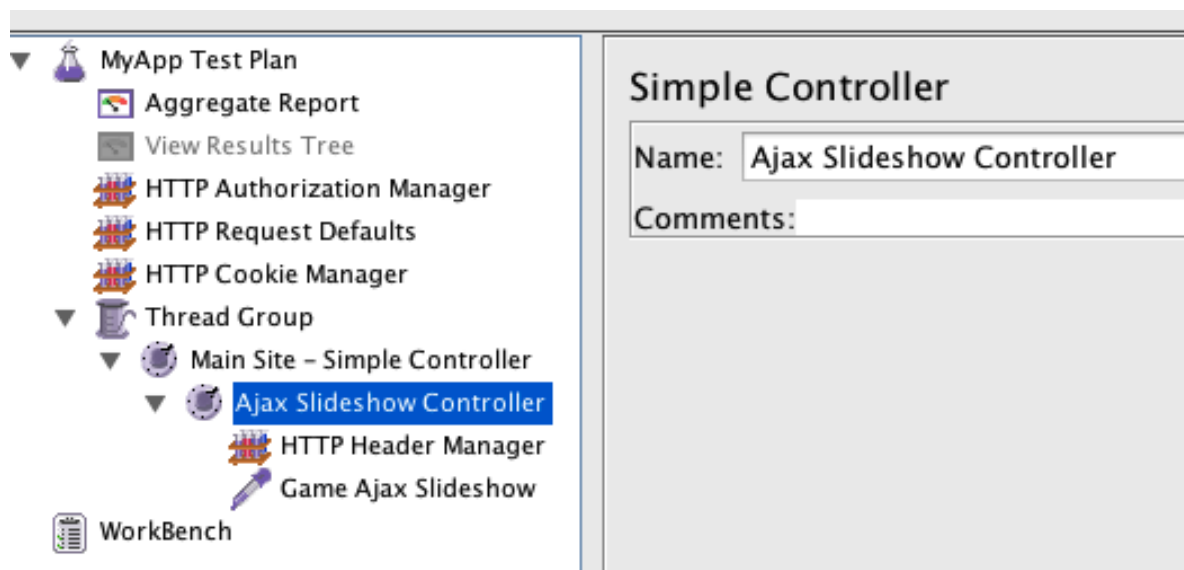 MyApp Test Plan
Aggregate Report
View Results Tree
HTTP Authorization Manager
HTTP Request Defaults
HTTP Cookie Manager
Thread Group
Main Site – Simple Controller
Ajax Slideshow Controller
HTTP Header Manager
Game Ajax Slideshow
WorkBench
Simple Controller
Name: Ajax Slideshow Controller
Comments: